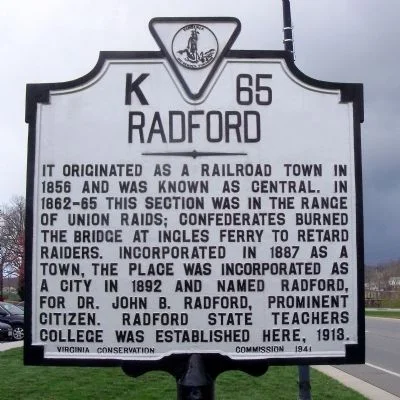 VIRGINIA
K 65
RADFORD
IT ORIGINATED AS A RAILROAD TOWN IN
1856 AND WAS KNOWN AS CENTRAL. IN
1862-65 THIS SECTION WAS IN THE RANGE
OF UNION RAIDS; CONFEDERATES BURNED
THE BRIDGE AT INGLES FERRY TO RETARD
RAIDERS. INCORPORATED IN 1887 AS A
TOWN, THE PLACE WAS INCORPORATED AS
A CITY IN 1892 AND NAMED RADFORD,
FOR DR. JOHN B. RADFORD, PROMINENT
CITIZEN. RADFORD STATE TEACHERS
COLLEGE WAS ESTABLISHED HERE, 1913.
VIRGINIA CONSERVATION COMMISSION 1941